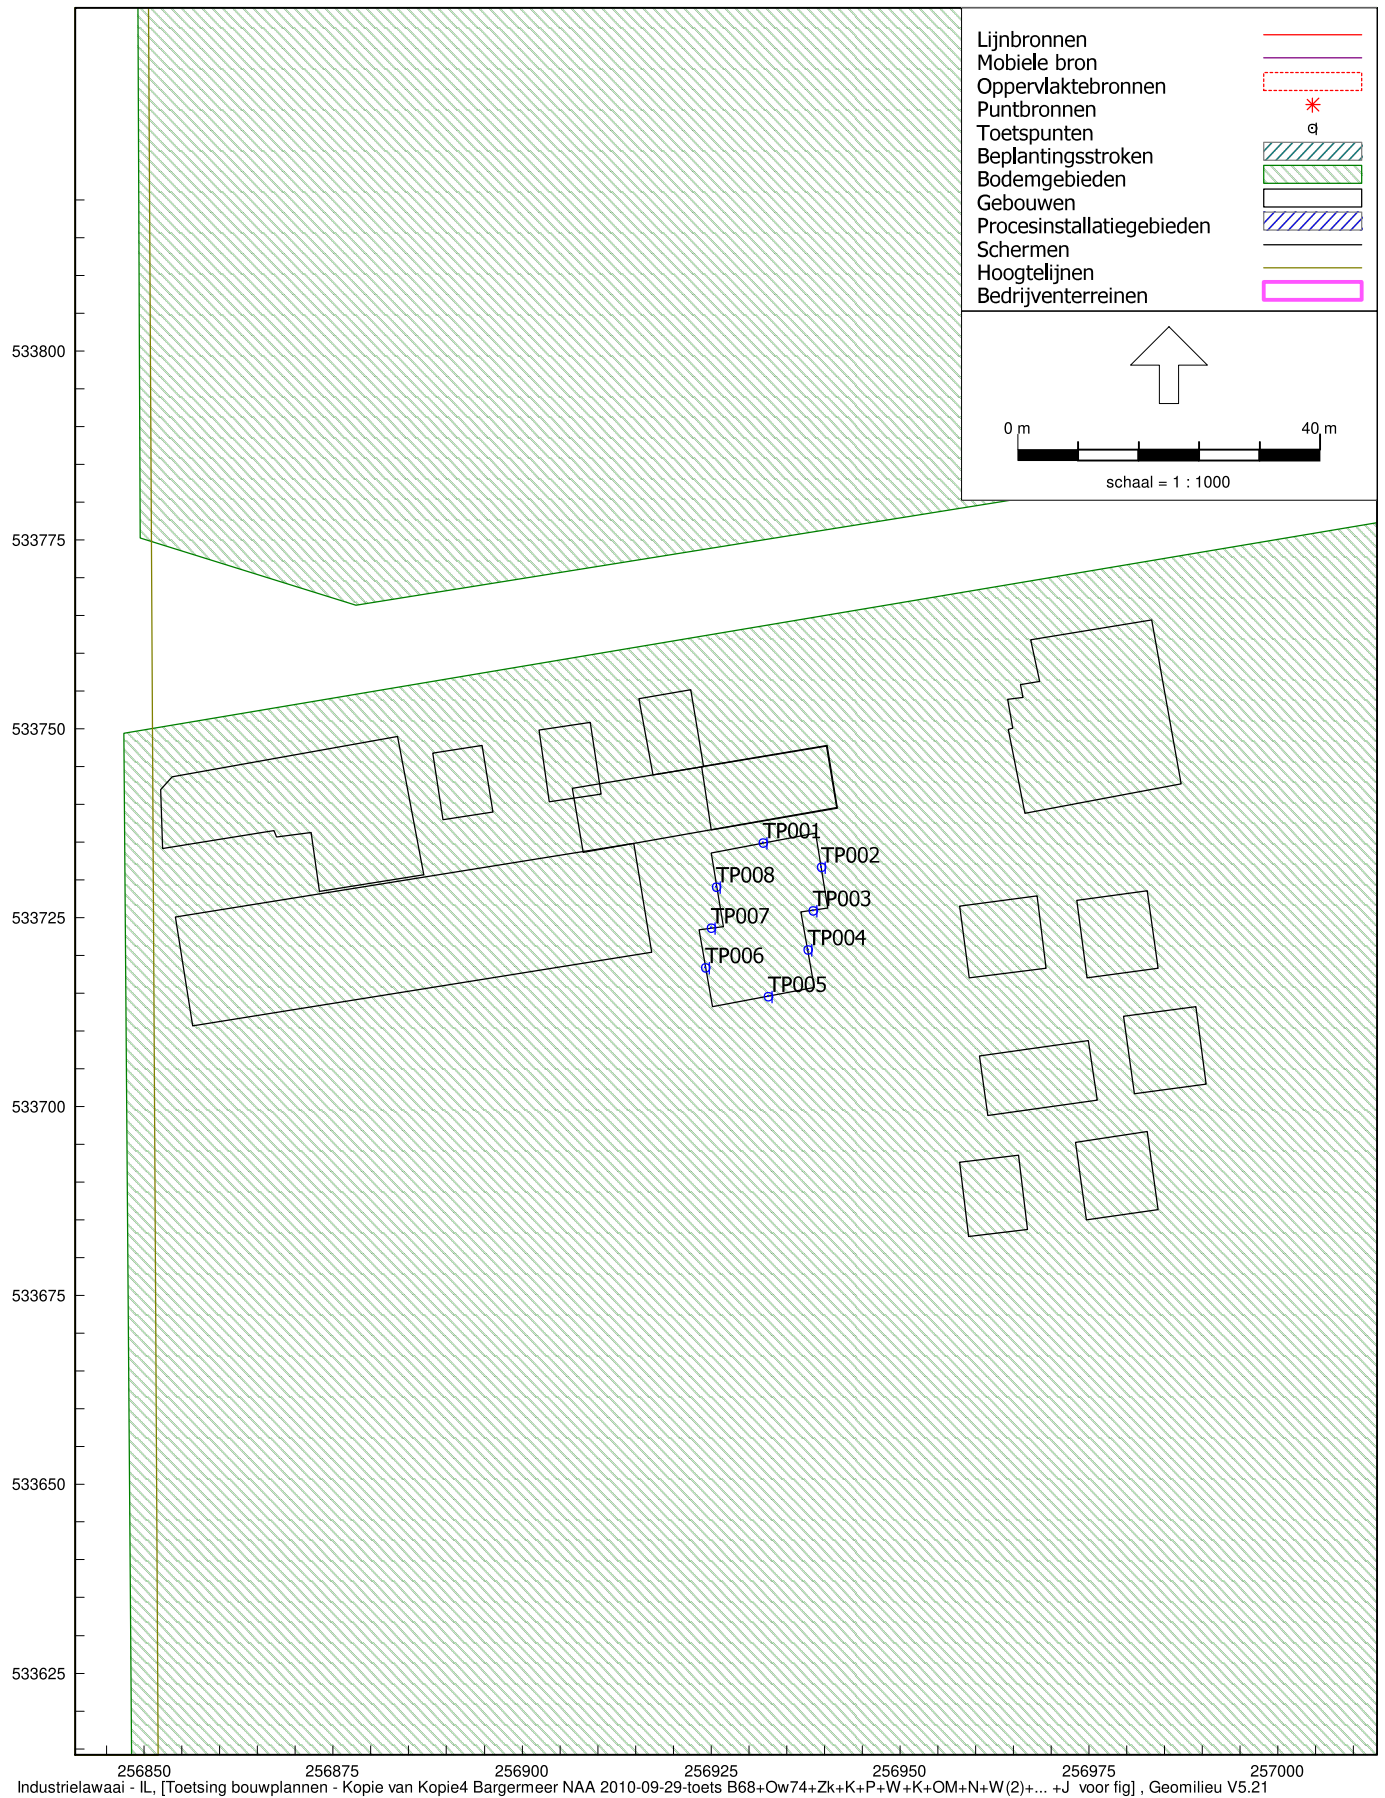 Lijnbronnen
Mobiele bron
Oppervlaktebronnen
Puntbronnen
Toetspunten
Beplantingsstroken
Bodemgebieden
Gebouwen
Procesinstallatiegebieden
Schermen
Hoogtelijnen
Bedrijventerreinen
0 m 40 m
schaal = 1 : 1000
533800
533775
533750
533725
533700
533675
533650
533625
TP001
TP002
TP008
TP003
TP007
TP004
TP006
TP005
256850 256875 256900 256925 256950 256975 257000
Industrielawaai - IL, [Toetsing bouwplannen - Kopie van Kopie4 Bargermeer NAA 2010-09-29-toets B68+Ow74+Zk+K+P+W+K+OM+N+W(2)+... +J voor fig] , Geomilieu V5.21